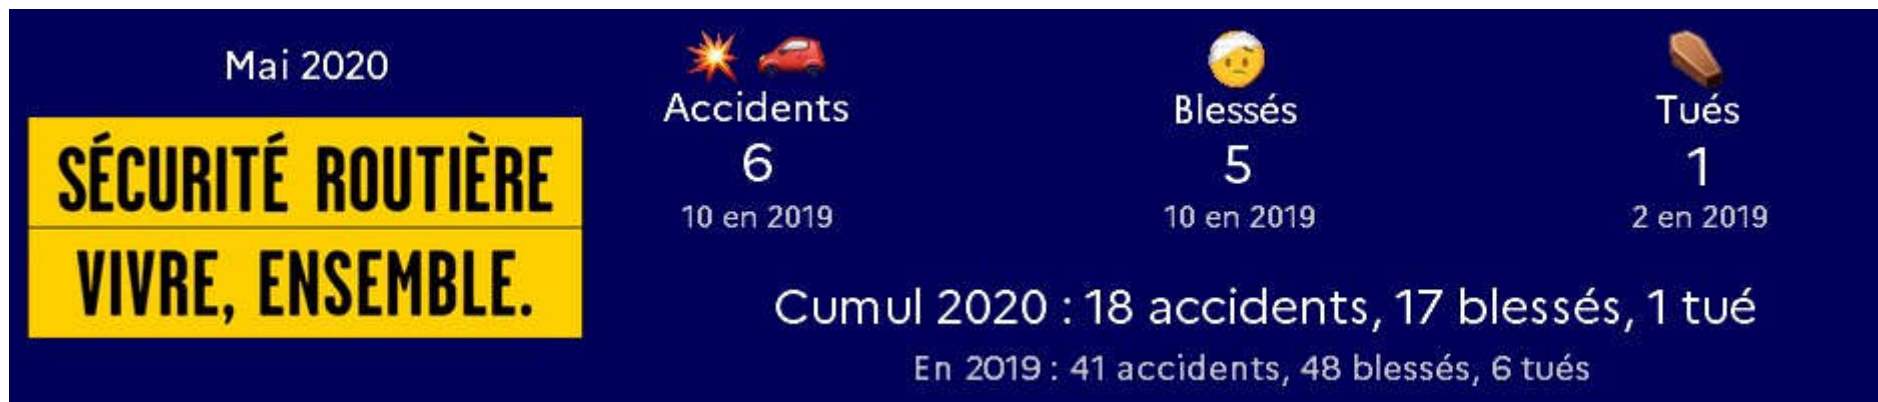 Mai 2020
SÉCURITÉ ROUTIÈRE
VIVRE, ENSEMBLE.
Accidents
6
10 en 2019
Blessés
5
10 en 2019
Tués
1
2 en 2019
Cumul 2020 : 18 accidents, 17 blessés, 1 tué
En 2019 : 41 accidents, 48 blessés, 6 tués